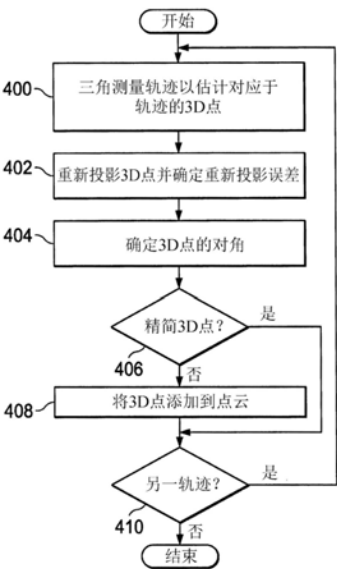 开始
400
三角测量轨迹以估计对应于
轨迹的3D点
402
重新投影3D点并确定重新投影误差
404
确定3D点的对角
精简3D点?
是
406
否
408
将3D点添加到点云
另一轨迹?
是
410
否
结束